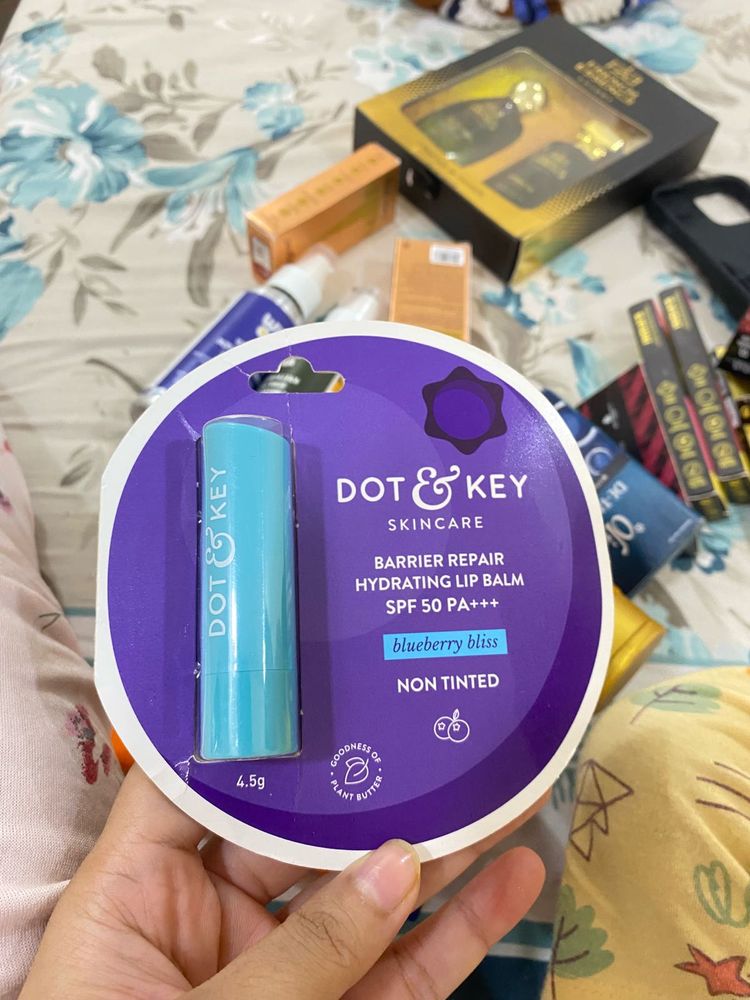 DOT & KEY
SKINCARE
BARRIER REPAIR
HYDRATING LIP BALM
SPF 50 PA+++
blueberry bliss
NON TINTED
DOT & KEY
4.5g
GOODNESS OF
PLANT BUTTER